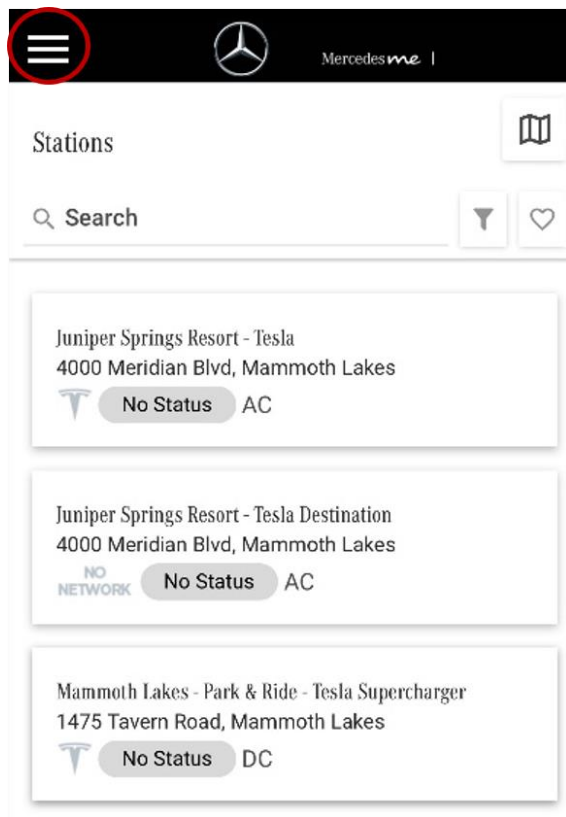 Mercedes me |
Stations
Search
Juniper Springs Resort - Tesla
4000 Meridian Blvd, Mammoth Lakes
No Status AC
Juniper Springs Resort - Tesla Destination
4000 Meridian Blvd, Mammoth Lakes
NO NETWORK No Status AC
Mammoth Lakes - Park & Ride - Tesla Supercharger
1475 Tavern Road, Mammoth Lakes
No Status DC